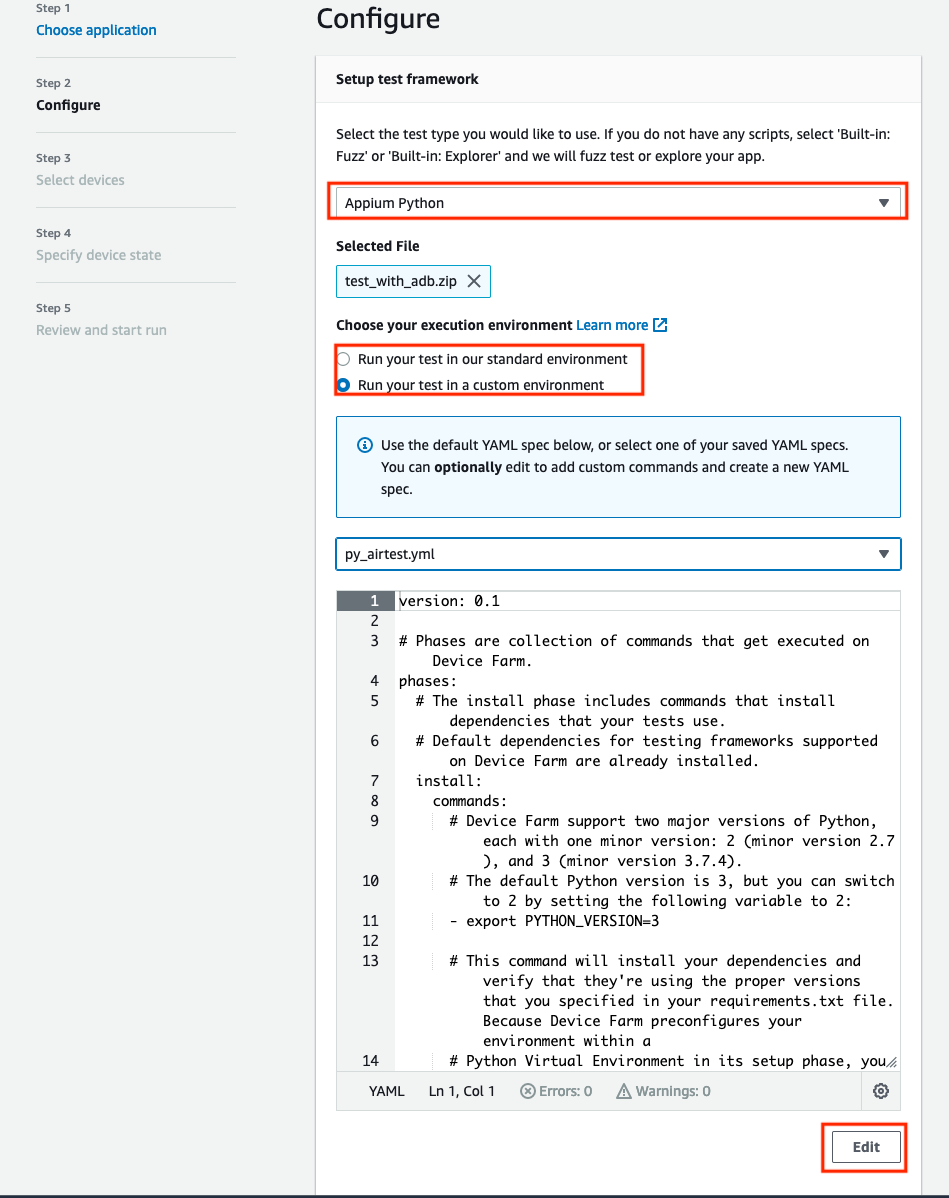 Step 1
Choose application
Step 2
Configure
Step 3
Select devices
Step 4
Specify device state
Step 5
Review and start run
Configure
Setup test framework
Select the test type you would like to use. If you do not have any scripts, select 'Built-in:
Fuzz' or 'Built-in: Explorer' and we will fuzz test or explore your app.
Appium Python
Selected File
test_with_adb.zip
Choose your execution environment Learn more
Run your test in our standard environment
Run your test in a custom environment
Use the default YAML spec below, or select one of your saved YAML specs.
You can optionally edit to add custom commands and create a new YAML
spec.
py_airtest.yml
1 version: 0.1
2
3 # Phases are collection of commands that get executed on
Device Farm.
4 phases:
5 # The install phase includes commands that install
dependencies that your tests use.
6 # Default dependencies for testing frameworks supported
on Device Farm are already installed.
7 install:
8 commands:
9 # Device Farm support two major versions of Python,
each with one minor version: 2 (minor version 2.7
), and 3 (minor version 3.7.4).
10 # The default Python version is 3, but you can switch
to 2 by setting the following variable to 2:
11 - export PYTHON_VERSION=3
12
13 # This command will install your dependencies and
verify that they're using the proper versions
that you specified in your requirements.txt file.
Because Device Farm preconfigures your
environment within a
14 # Python Virtual Environment in its setup phase, you
YAML Ln 1, Col 1 Errors: 0 Warnings: 0
Edit